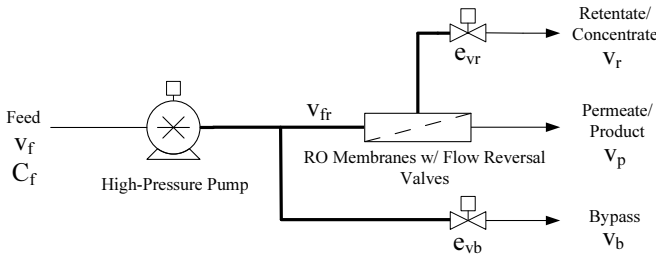 Retentate/
Concentrate
v_r
e_vr
Feed
v_f
C_f
High-Pressure Pump
v_fr
RO Membranes w/ Flow Reversal
Valves
Permeate/
Product
v_p
e_vb
Bypass
v_b